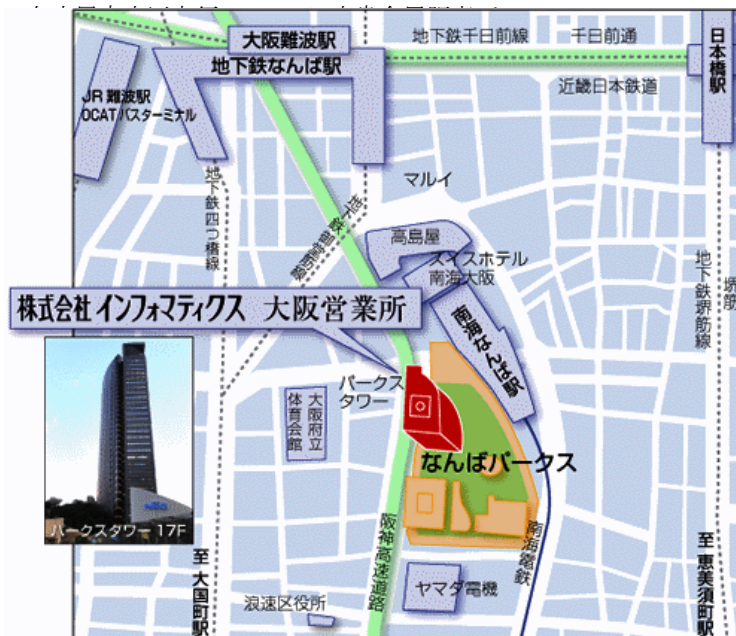 大阪難波駅
地下鉄なんば駅
地下鉄千日前線
千日前通
近畿日本鉄道
日本橋駅
JR難波駅
OCATバスターミナル
地下鉄四つ橋線
地下鉄御堂筋線
マルイ
高島屋
スイスホテル
南海大阪
南海なんば駅
地下鉄堺筋線
堺筋
株式会社 インフォマティクス 大阪営業所
パークス
タワー
大阪府立
体育会館
なんばパークス
パークスタワー 17F
阪神高速道路
南海電鉄
ヤマダ電機
浪速区役所
至 大国町駅
至 恵美須町駅